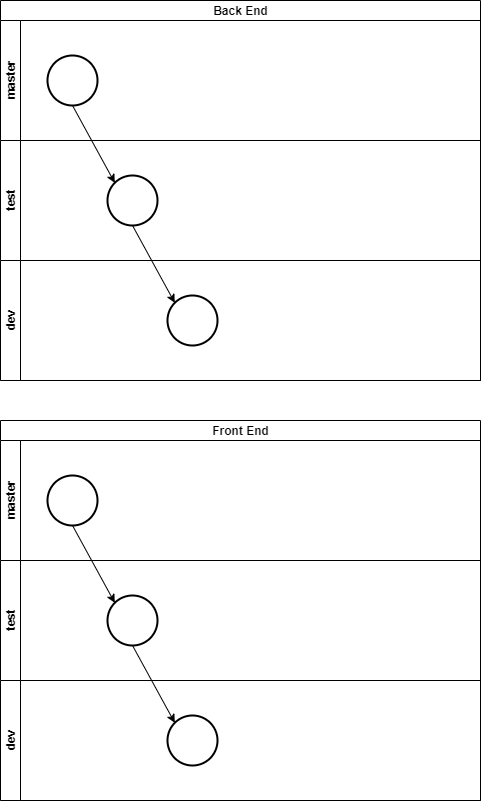 Back End
master
test
dev
Front End
master
test
dev